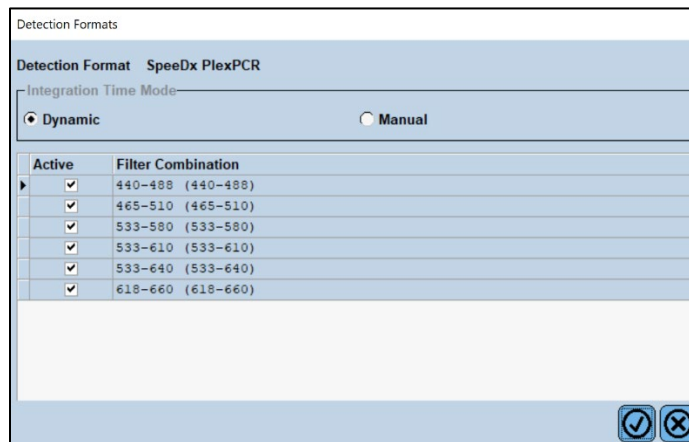 Detection Formats
Detection Format SpeeDx PlexPCR
Integration Time Mode
Dynamic Manual
Active Filter Combination
440-488 (440-488)
465-510 (465-510)
533-580 (533-580)
533-610 (533-610)
533-640 (533-640)
618-660 (618-660)